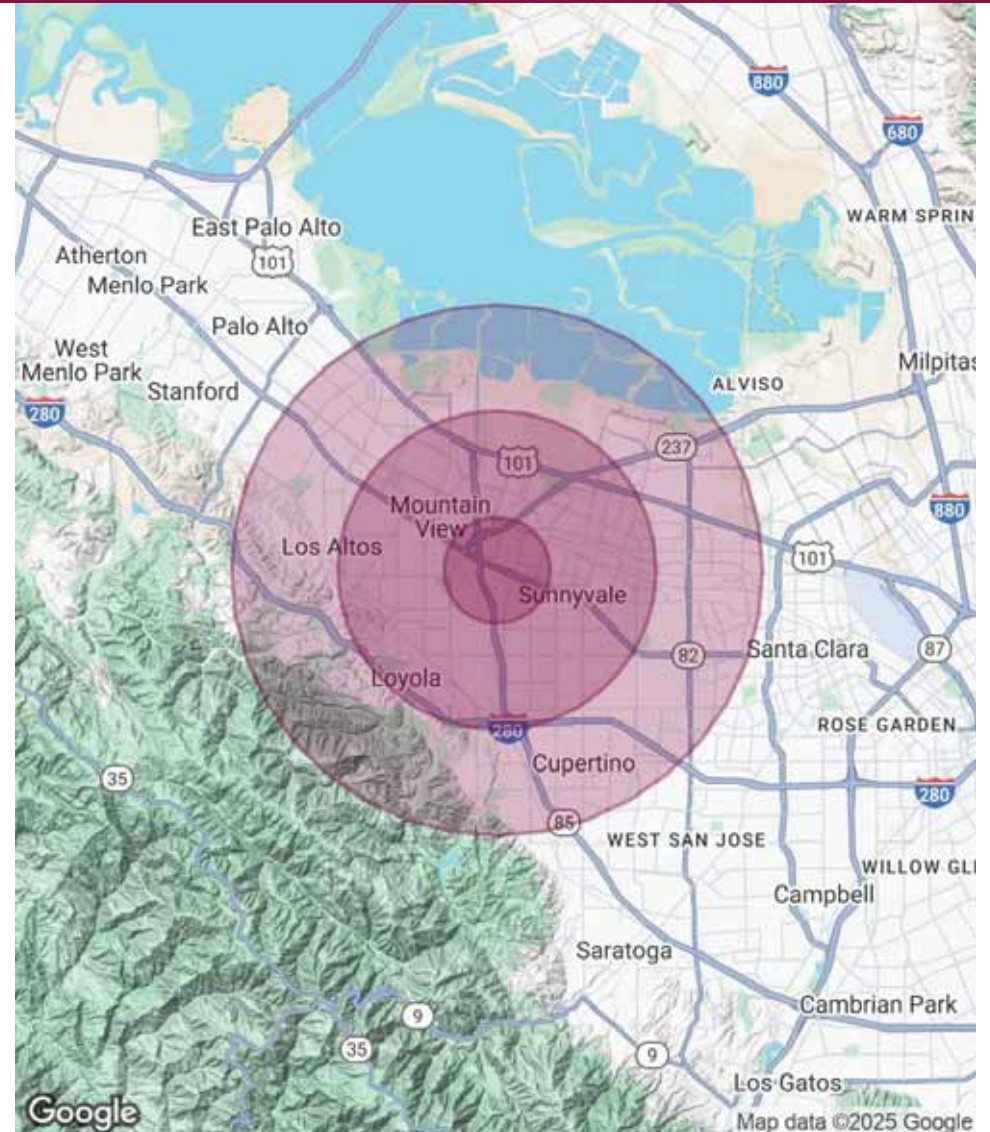 880
680
WARM SPRIN
East Palo Alto
Atherton
101
Menlo Park
Palo Alto
West
Menlo Park
Milpitas
ALVISO
Stanford
280
237
101
Mountain
View
880
Los Altos
101
Sunnyvale
Santa Clara
87
82
Loyola
ROSE GARDEN
280
Cupertino
35
280
85
WEST SAN JOSE
WILLOW GLE
Campbell
Saratoga
Cambrian Park
9
35
9
Los Gatos
Google
Map data ©2025 Google